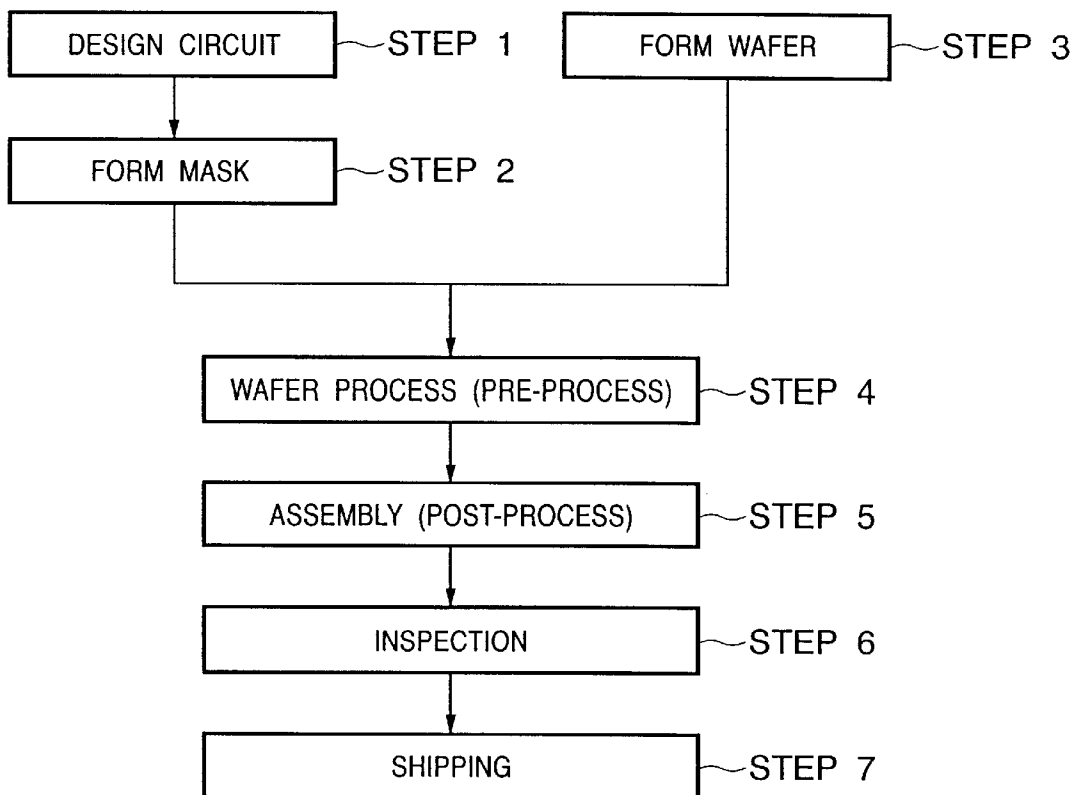 DESIGN CIRCUIT
STEP 1
FORM WAFER
STEP 3
FORM MASK
STEP 2
WAFER PROCESS (PRE-PROCESS)
STEP 4
ASSEMBLY (POST-PROCESS)
STEP 5
INSPECTION
STEP 6
SHIPPING
STEP 7